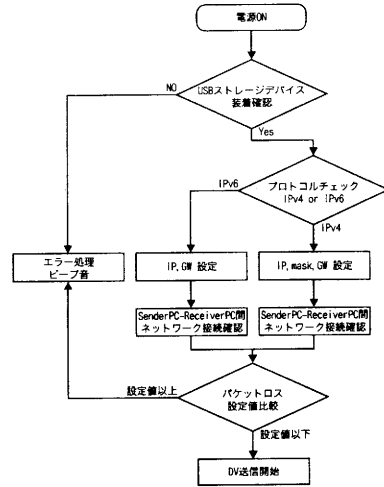 電源ON
NO
USBストレージデバイス
装着確認
Yes
プロトコルチェック
IPv4 or IPv6
IPv6
IPv4
エラー処理
ビープ音
IP,GW 設定
IP,mask,GW 設定
SenderPC-ReceiverPC間
ネットワーク接続確認
SenderPC-ReceiverPC間
ネットワーク接続確認
設定値以上
パケットロス
設定値比較
設定値以下
DV送信開始